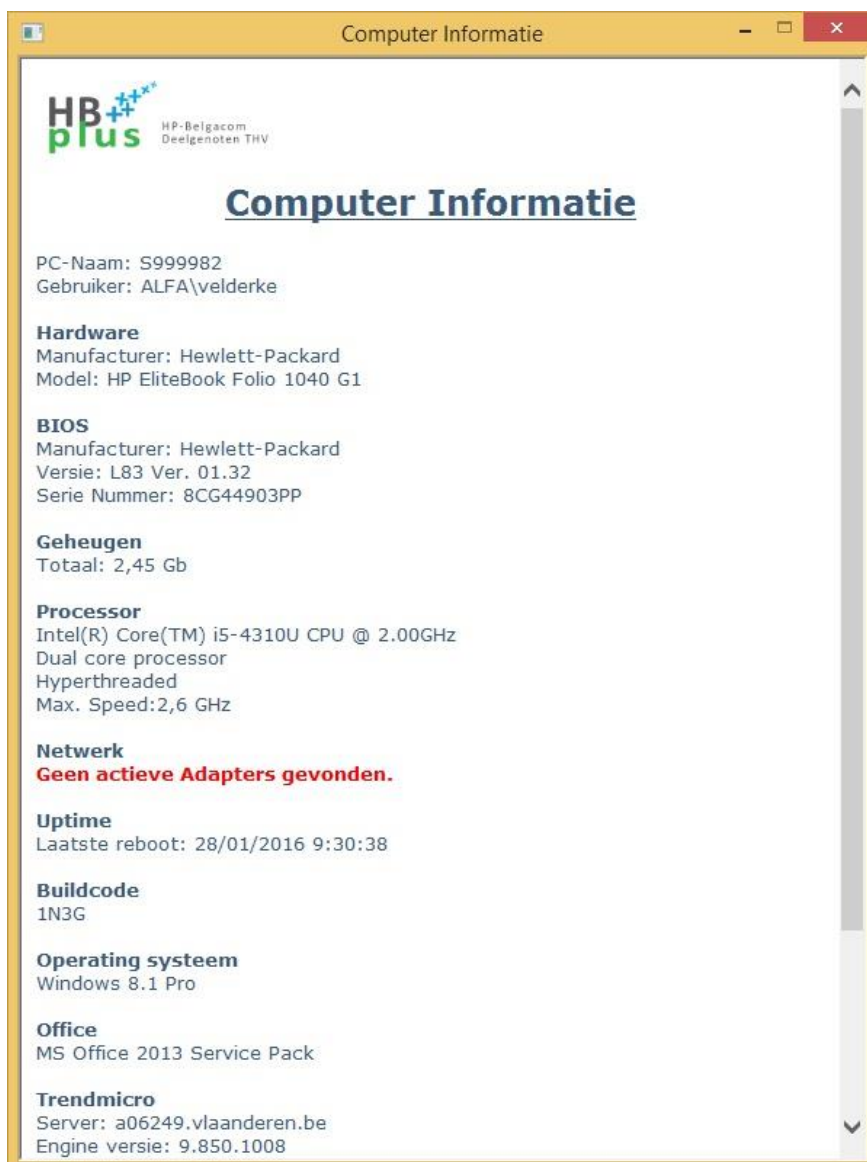 Computer Informatie
HB
plus
HP-Belgacom
Deelgenoten THV
Computer Informatie
PC-Naam: S999982
Gebruiker: ALFA\velderke
Hardware
Manufacturer: Hewlett-Packard
Model: HP EliteBook Folio 1040 G1
BIOS
Manufacturer: Hewlett-Packard
Versie: L83 Ver. 01.32
Serie Nummer: 8CG44903PP
Geheugen
Totaal: 2,45 Gb
Processor
Intel(R) Core(TM) i5-4310U CPU @ 2.00GHz
Dual core processor
Hyperthreaded
Max. Speed:2,6 GHz
Netwerk
Geen actieve Adapters gevonden.
Uptime
Laatste reboot: 28/01/2016 9:30:38
Buildcode
1N3G
Operating systeem
Windows 8.1 Pro
Office
MS Office 2013 Service Pack
Trendmicro
Server: a06249.vlaanderen.be
Engine versie: 9.850.1008